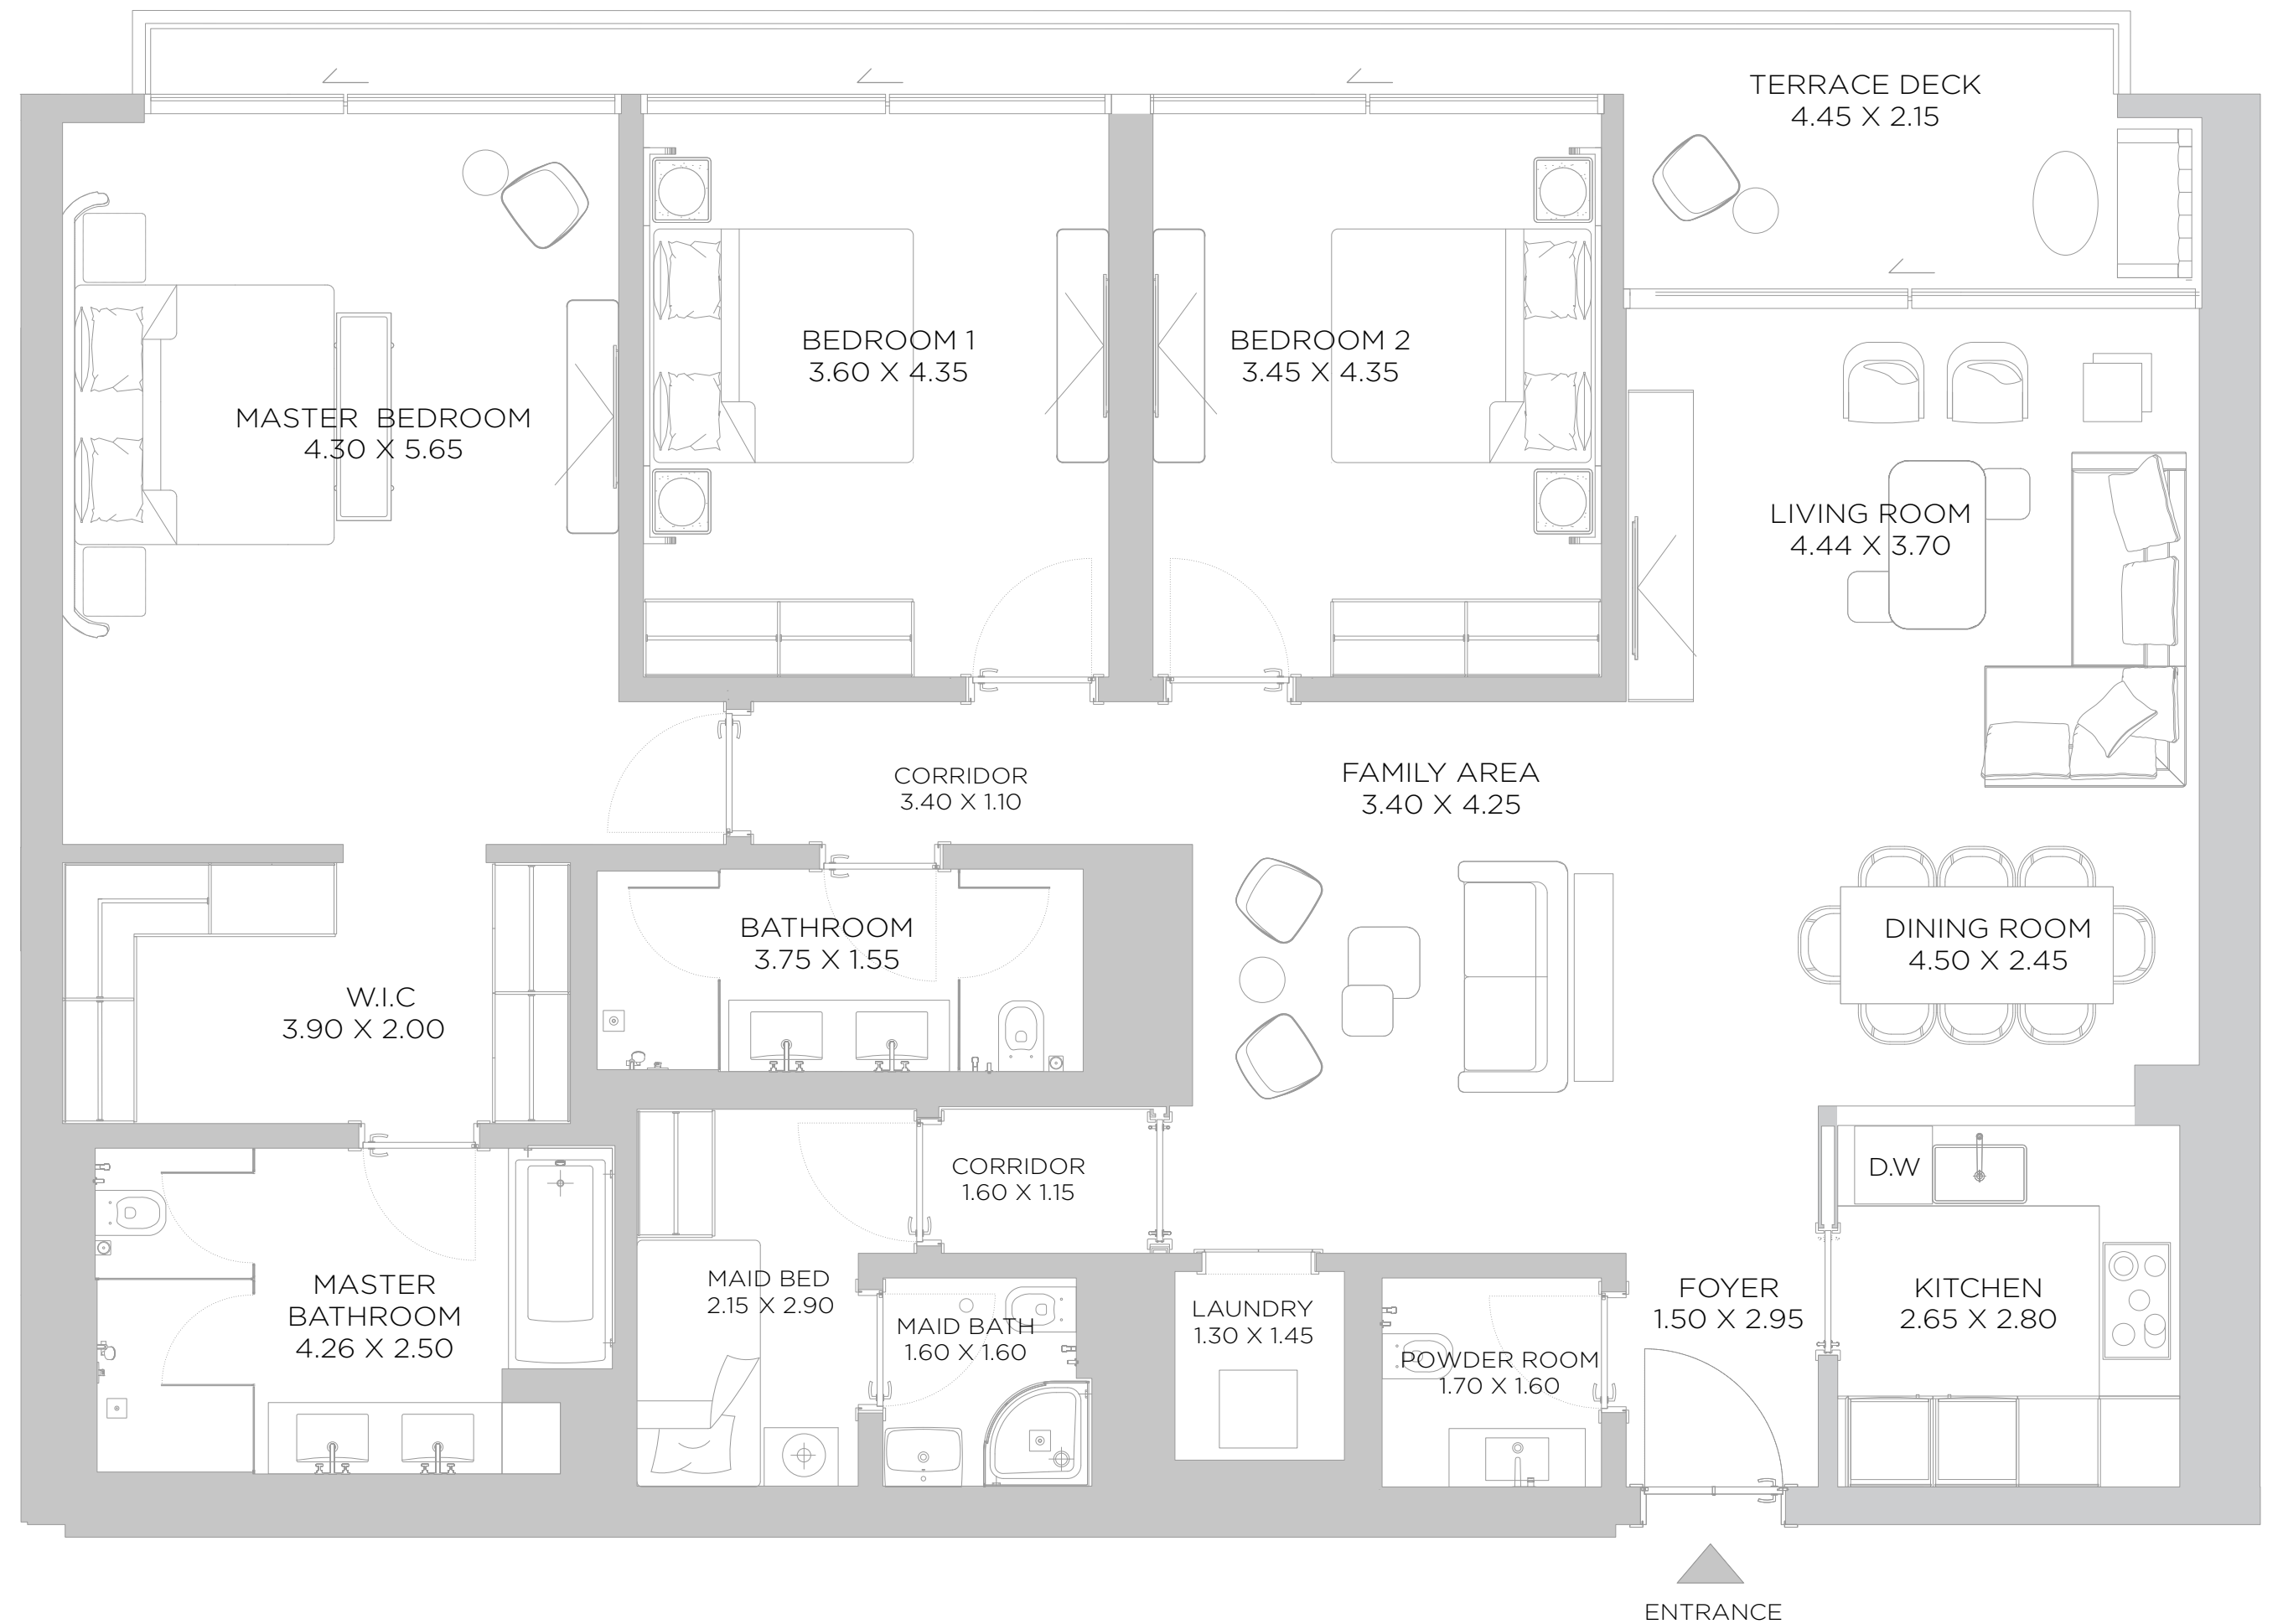 TERRACE DECK
4.45 X 2.15
BEDROOM 1
3.60 X 4.35
BEDROOM 2
3.45 X 4.35
MASTER BEDROOM
4.30 X 5.65
LIVING ROOM
4.44 X 3.70
CORRIDOR
3.40 X 1.10
FAMILY AREA
3.40 X 4.25
BATHROOM
3.75 X 1.55
DINING ROOM
4.50 X 2.45
W.I.C
3.90 X 2.00
CORRIDOR
1.60 X 1.15
D.W
MASTER
BATHROOM
4.26 X 2.50
MAID BED
2.15 X 2.90
MAID BATH
1.60 X 1.60
LAUNDRY
1.30 X 1.45
POWDER ROOM
1.70 X 1.60
FOYER
1.50 X 2.95
KITCHEN
2.65 X 2.80
ENTRANCE